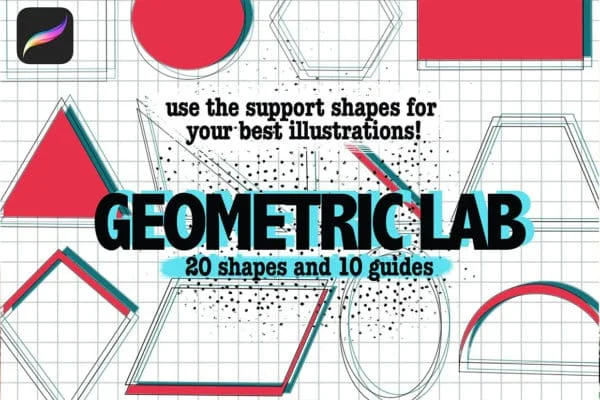 use the support shapes for
your best illustrations!
GEOMETRIC LAB
20 shapes and 10 guides